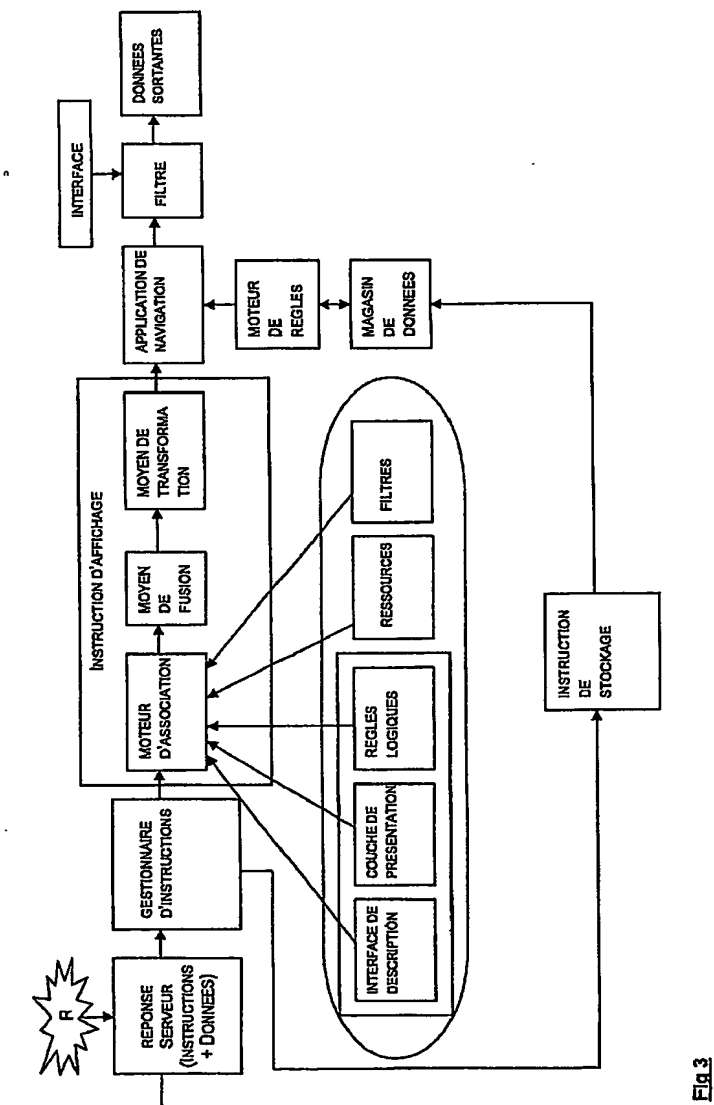 R
REPONSE
SERVEUR
(INSTRUCTIONS
+ DONNEES)
GESTIONNAIRE
D'INSTRUCTIONS
INSTRUCTION D'AFFICHAGE
MOTEUR
D'ASSOCIATION
MOYEN
DE
FUSION
MOYEN DE
TRANSFORMA
TION
APPLICATION DE
NAVIGATION
INTERFACE
FILTRE
DONNEES
SORTANTES
MOTEUR
DE
REGLES
MAGASIN
DE
DONNEES
INTERFACE DE
DESCRIPTION
COUCHE DE
PRESENTATION
REGLES
LOGIQUES
RESSOURCES
FILTRES
INSTRUCTION
DE
STOCKAGE
Fig 3